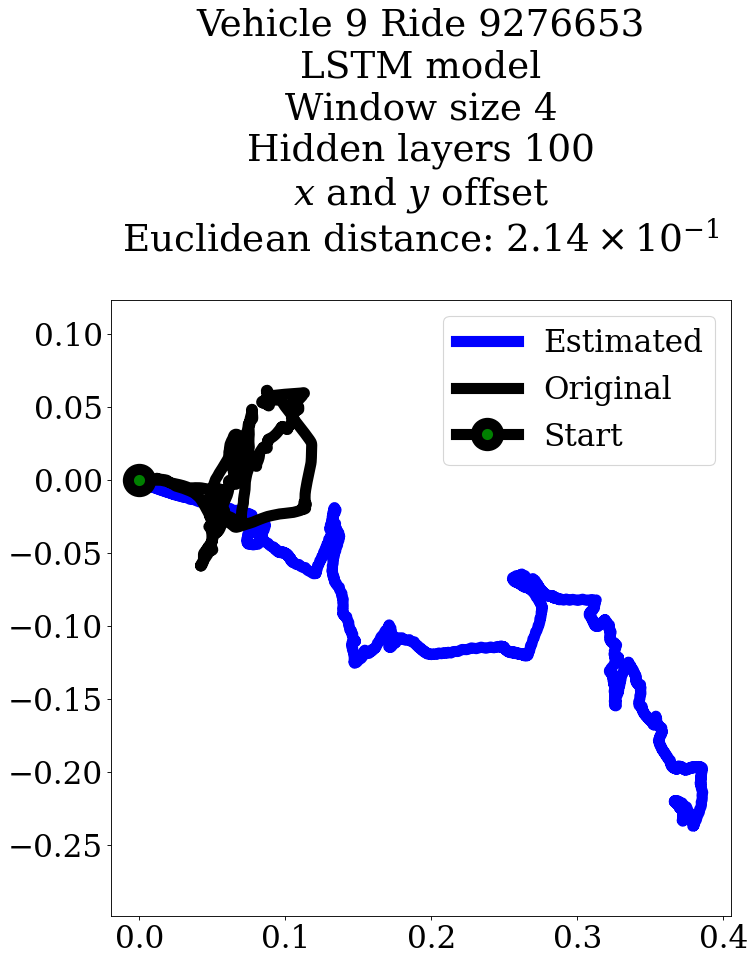 Vehicle 9 Ride 9276653
LSTM model
Window size 4
Hidden layers 100
x and y offset
Euclidean distance: 2.14 × 10⁻¹
Estimated
Original
Start
0.10
0.05
0.00
−0.05
−0.10
−0.15
−0.20
−0.25
0.0 0.1 0.2 0.3 0.4